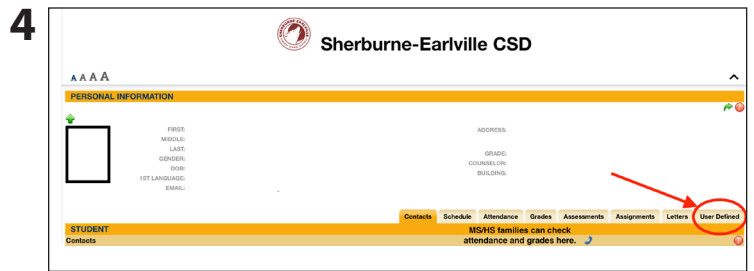 4
Sherburne-Earlville CSD
A A A A
PERSONAL INFORMATION
FIRST:
MIDDLE:
LAST:
GENDER:
DOB:
1ST LANGUAGE:
EMAIL:
ADDRESS:
GRADE:
COUNSELOR:
BUILDING:
Contacts Schedule Attendance Grades Assessments Assignments Letters User Defined
STUDENT
MS/HS families can check
Contacts
attendance and grades here.